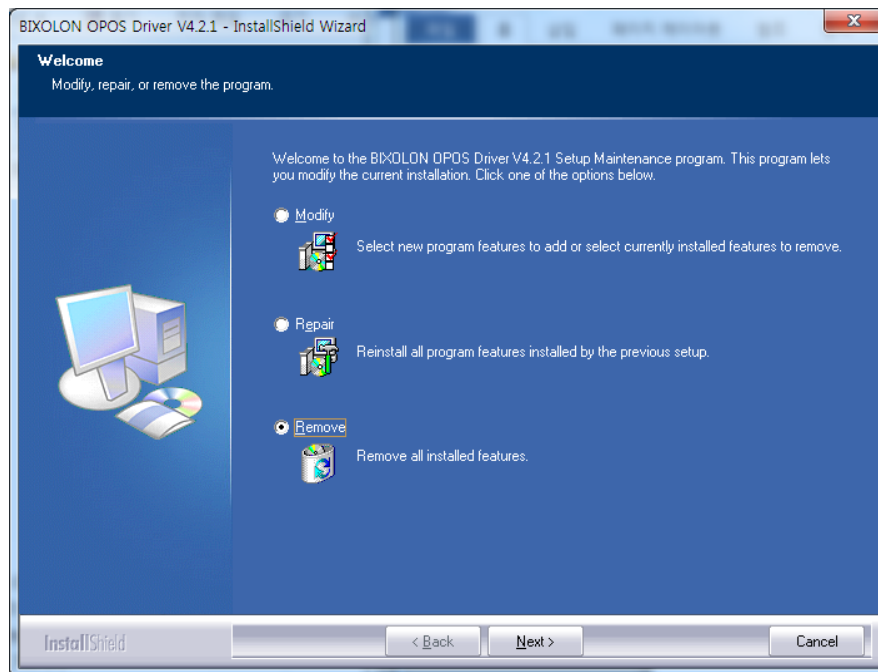 BIXOLON OPOS Driver V4.2.1 - InstallShield Wizard
Welcome
Modify, repair, or remove the program.
Welcome to the BIXOLON OPOS Driver V4.2.1 Setup Maintenance program. This program lets
you modify the current installation. Click one of the options below.
Modify
Select new program features to add or select currently installed features to remove.
Repair
Reinstall all program features installed by the previous setup.
Remove
Remove all installed features.
InstallShield
< Back
Next >
Cancel